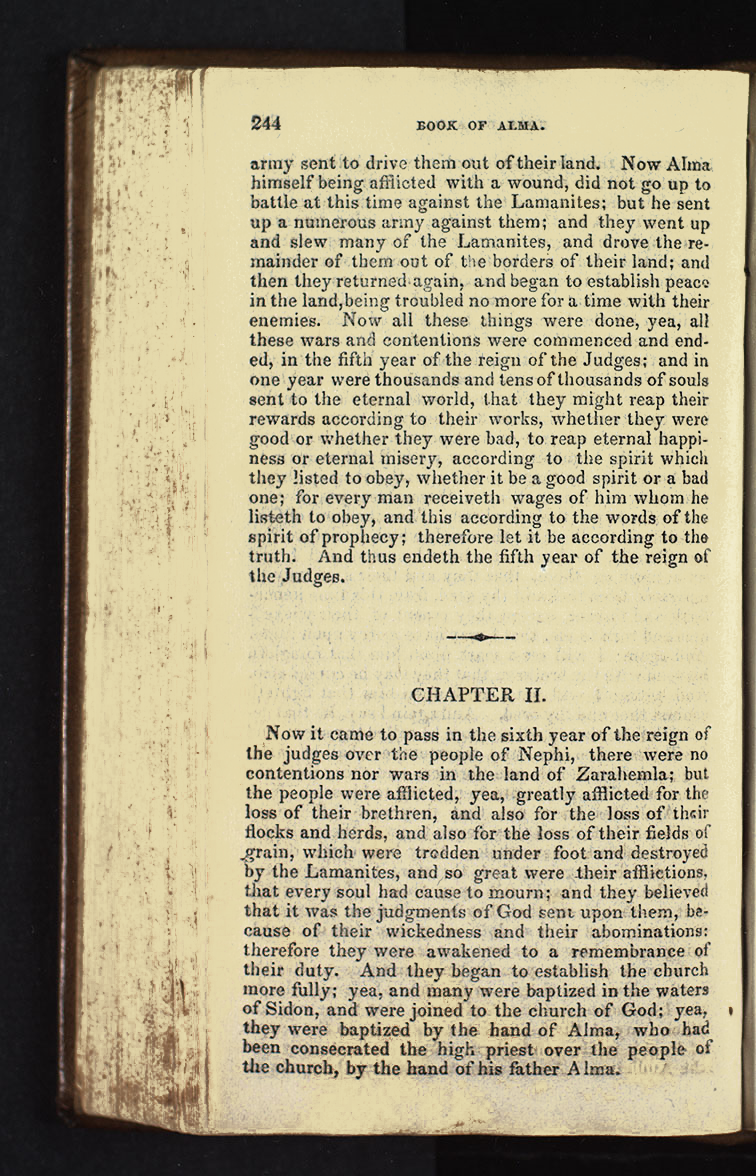 244 BOOK OF ALMA.
army sent to drive them out of their land. Now Alma
himself being afflicted with a wound, did not go up to
battle at this time against the Lamanites; but he sent
up a numerous army against them; and they went up
and slew many of the Lamanites, and drove the re-
mainder of them out of the borders of their land; and
then they returned again, and began to establish peace
in the land,being troubled no more for a time with their
enemies. Now all these things were done, yea, all
these wars and contentions were commenced and end-
ed, in the fifth year of the reign of the Judges; and in
one year were thousands and tens of thousands of souls
sent to the eternal world, that they might reap their
rewards according to their works, whether they were
good or whether they were bad, to reap eternal happi-
ness or eternal misery, according to the spirit which
they listed to obey, whether it be a good spirit or a bad
one; for every man receiveth wages of him whom he
listeth to obey, and this according to the words of the
spirit of prophecy; therefore let it be according to the
truth. And thus endeth the fifth year of the reign of
the Judges.
CHAPTER II.
Now it came to pass in the sixth year of the reign of
the judges over the people of Nephi, there were no
contentions nor wars in the land of Zarahemla; but
the people were afflicted, yea, greatly afflicted for the
loss of their brethren, and also for the loss of their
flocks and herds, and also for the loss of their fields of
grain, which were trodden under foot and destroyed
by the Lamanites, and so great were their afflictions,
that every soul had cause to mourn; and they believed
that it was the judgments of God sent upon them, be-
cause of their wickedness and their abominations:
therefore they were awakened to a remembrance of
their duty. And they began to establish the church
more fully; yea, and many were baptized in the waters
of Sidon, and were joined to the church of God; yea,
they were baptized by the hand of Alma, who had
been consecrated the high priest over the people of
the church, by the hand of his father Alma.